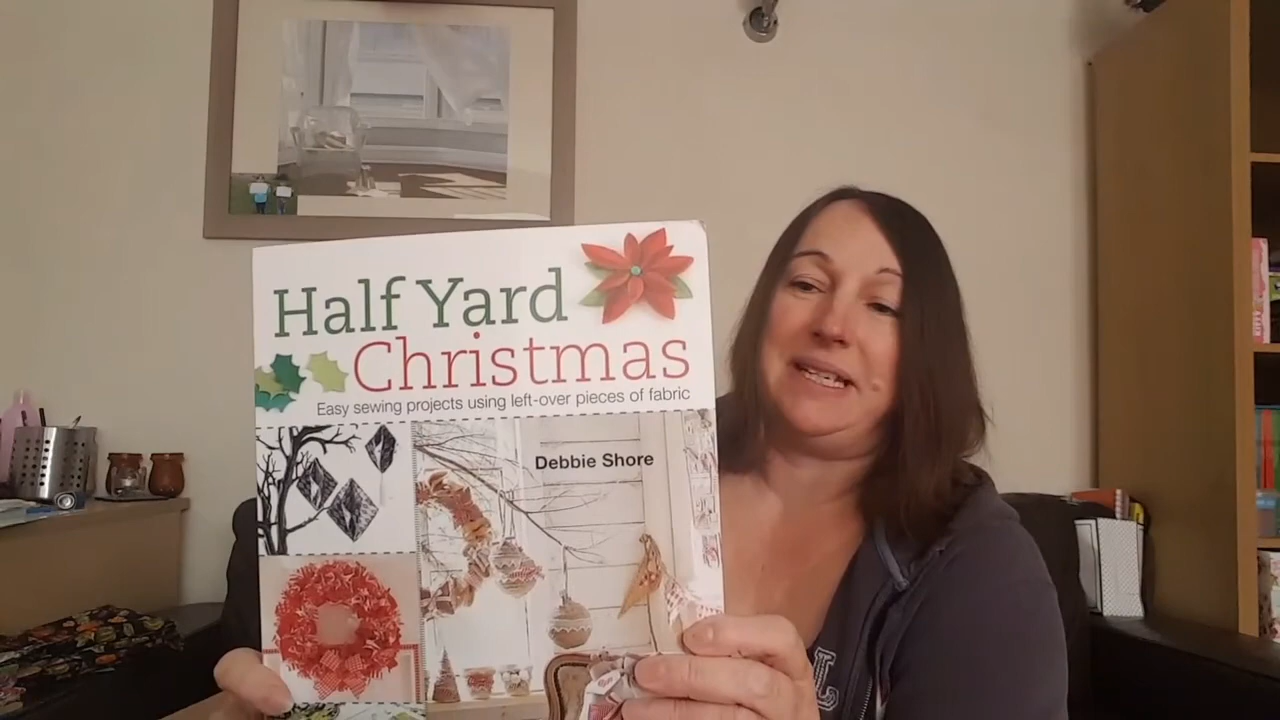 Half Yard
Christmas
Easy sewing projects using left-over pieces of fabric
Debbie Shore
L